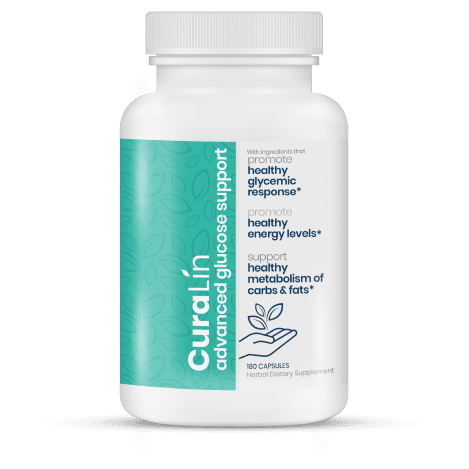 CuraLín
advanced glucose support
With ingredients that
promote
healthy
glycemic
response*
promote
healthy
energy levels*
support
healthy
metabolism of
carbs & fats*
180 CAPSULES
Herbal Dietary Supplement